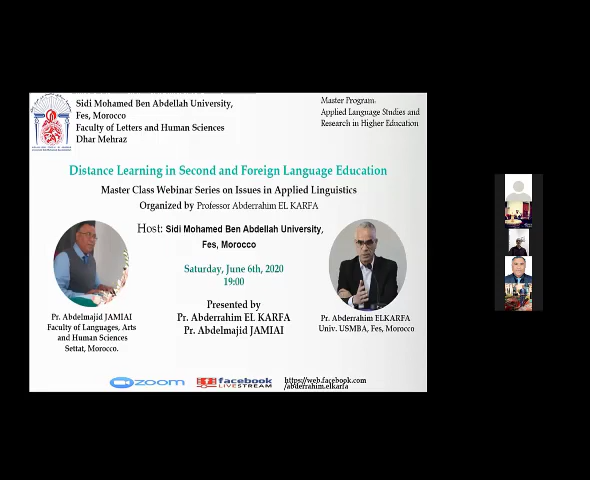 Sidi Mohamed Ben Abdellah University,
Fes, Morocco
Faculty of Letters and Human Sciences
Dhar Mehraz
Master Program:
Applied Language Studies and
Research in Higher Education
Distance Learning in Second and Foreign Language Education
Master Class Webinar Series on Issues in Applied Linguistics
Organized by Professor Abderrahim EL KARFA
Host: Sidi Mohamed Ben Abdellah University,
Fes, Morocco
Saturday, June 6th, 2020
19:00
Presented by
Pr. Abderrahim EL KARFA
Pr. Abdelmajid JAMIAI
Pr. Abdelmajid JAMIAI
Faculty of Languages, Arts
and Human Sciences
Settat, Morocco.
Pr. Abderrahim ELKARFA
Univ. USMBA, Fes, Morocco
zoom
facebook
LIVESTREAM
https://web.facebook.com
/abderrahim.elkarfa